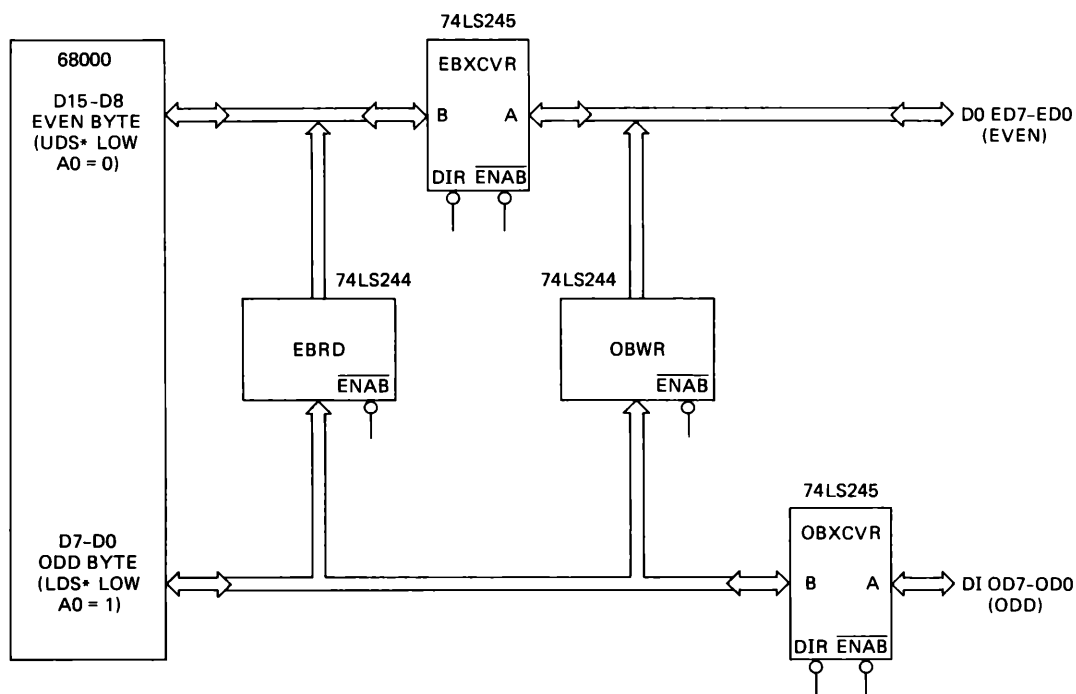 74LS245
68000
EBXCVR
D15-D8
EVEN BYTE
(UDS* LOW
A0 = 0)
B A
D0 ED7-ED0
(EVEN)
DIR ENAB
74LS244
74LS244
EBRD
OBWR
ENAB
ENAB
74LS245
D7-D0
ODD BYTE
(LDS* LOW
A0 = 1)
OBXCVR
B A
DI OD7-OD0
(ODD)
DIR ENAB